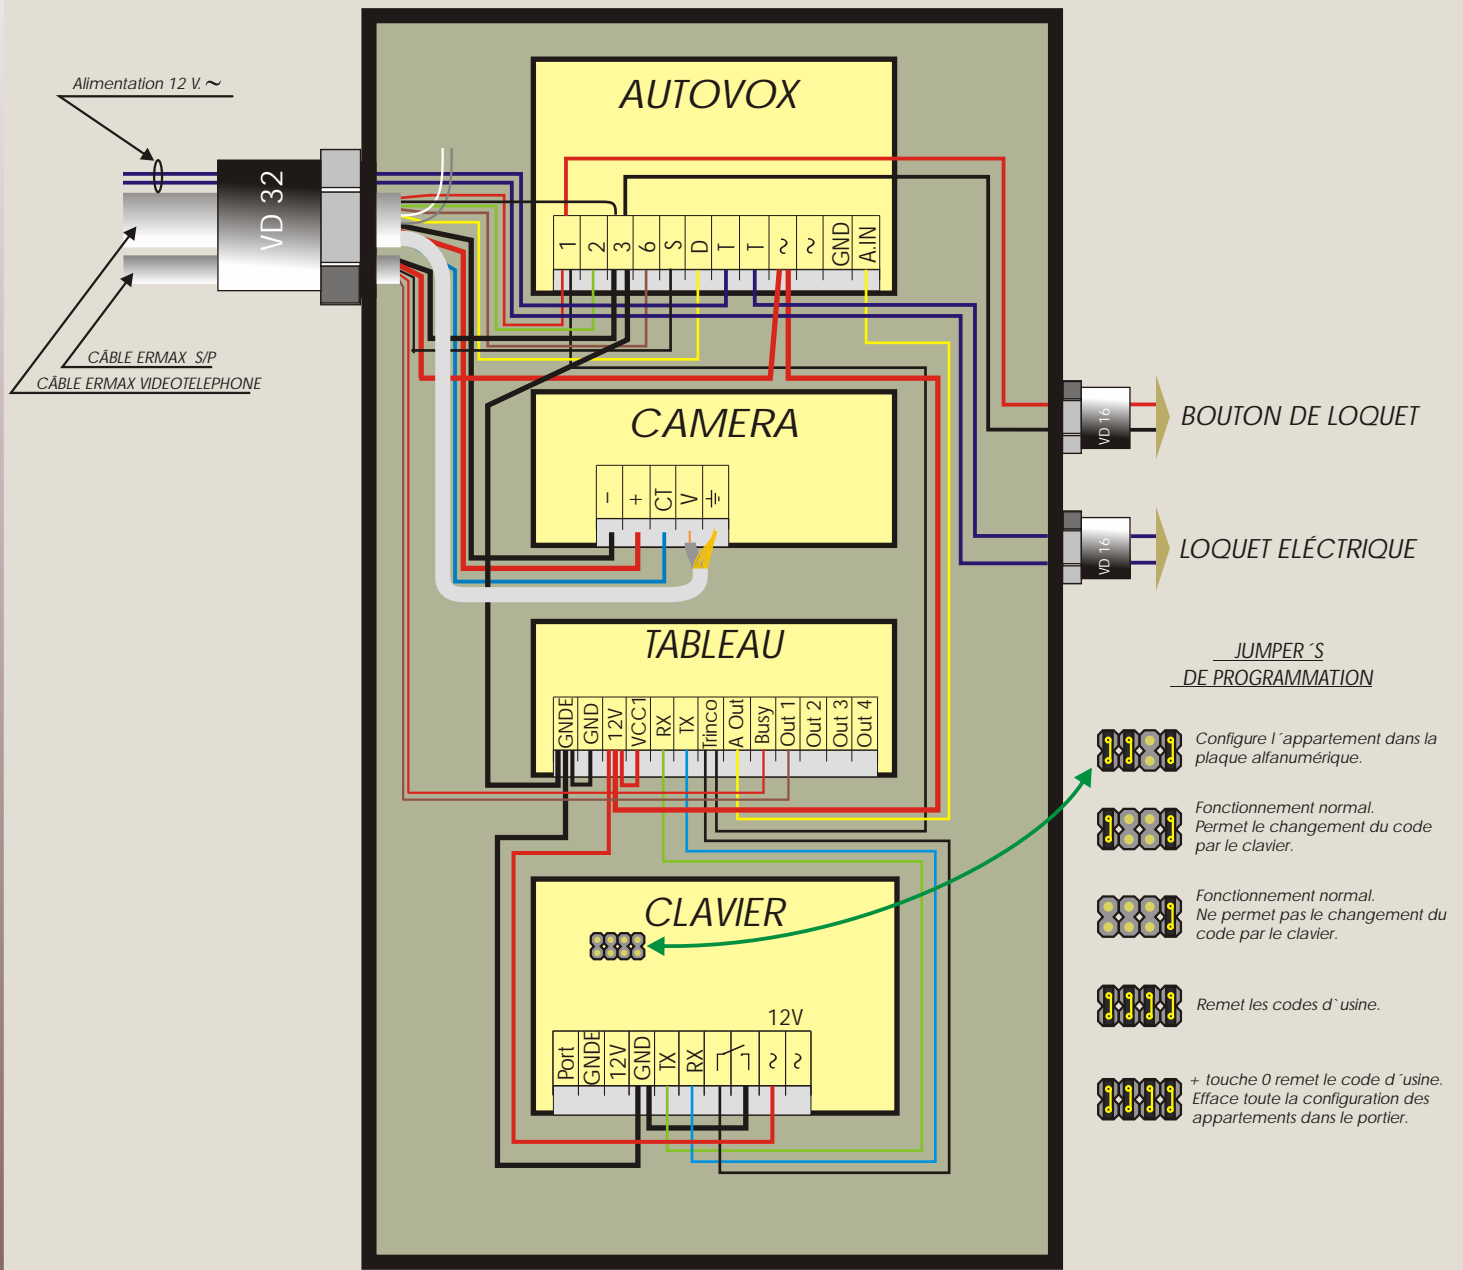 Alimentation 12 V. ~
VD 32
CÂBLE ERMAX S/P
CÂBLE ERMAX VIDEOTELEPHONE
AUTOVOX
1 2 3 6 S D T T ~ ~ GND A.IN
CAMERA
- + CT V
TABLEAU
GNDE GND 12V VCC1 RX TX Trinco A Out Busy Out 1 Out 2 Out 3 Out 4
CLAVIER
12V
Port GNDE 12V GND TX RX ~ ~
VD 16
BOUTON DE LOQUET
VD 16
LOQUET ELÉCTRIQUE
JUMPER´S
DE PROGRAMMATION
Configure l´appartement dans la
plaque alfanumérique.
Fonctionnement normal.
Permet le changement du code
par le clavier.
Fonctionnement normal.
Ne permet pas le changement du
code par le clavier.
Remet les codes d`usine.
+ touche 0 remet le code d´usine.
Efface toute la configuration des
appartements dans le portier.